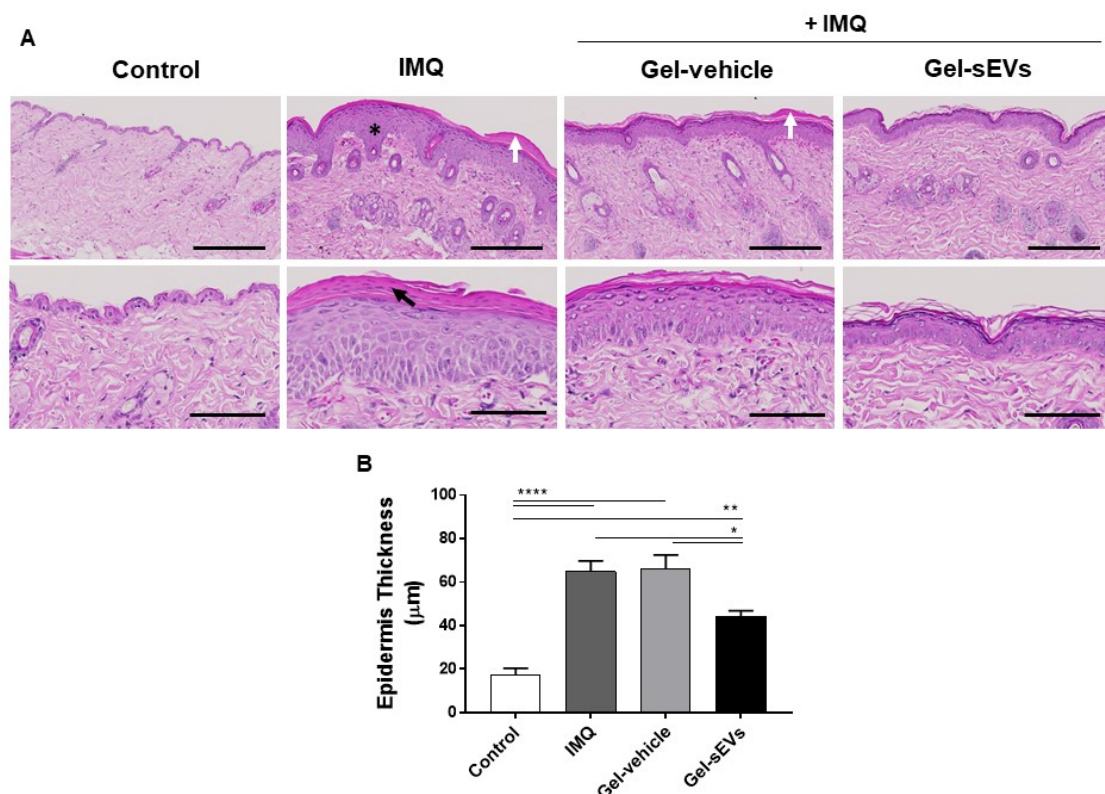 A
+ IMQ
Control IMQ Gel-vehicle Gel-sEVs
*
B
Epidermis Thickness
(μm)
100
80
60
40
20
0
****
**
*
Control IMQ Gel-vehicle Gel-sEVs